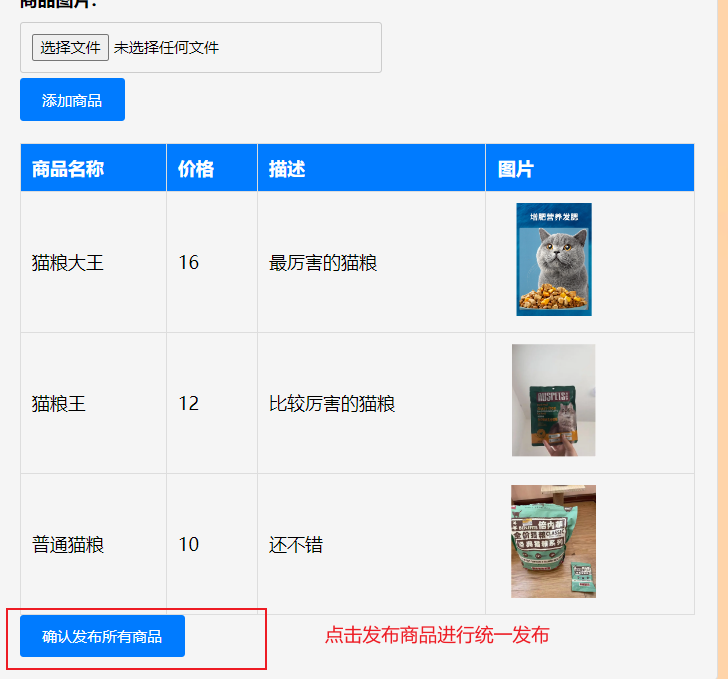 商品图片:
选择文件 未选择任何文件
添加商品
商品名称 价格 描述 图片
增肥营养发肥
猫粮大王 16 最厉害的猫粮
猫粮王 12 比较厉害的猫粮
普通猫粮 10 还不错
确认发布所有商品 点击发布商品进行统一发布